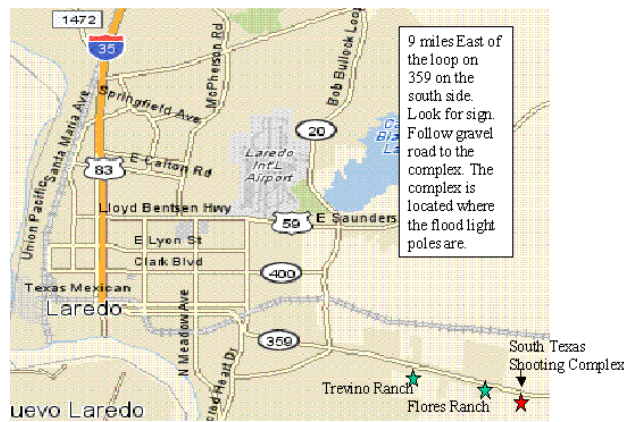 1472
35
McPherson Rd
Bob Bullock Loop
9 miles East of
the loop on
359 on the
south side.
Look for sign.
Follow gravel
road to the
complex. The
complex is
located where
the flood light
poles are.
Springfield Ave
Santa Maria Ave
20
Laredo
Int'L
Airport
83
E Calton Rd
Union Pacific
Lloyd Bentsen Hwy
59
E Saunders
E Lyon St
Clark Blvd
400
Texas Mexican
Laredo
N Meadow Ave
359
South Texas
Shooting Complex
Trevino Ranch
Flores Ranch
Heart Dr
uevo Laredo